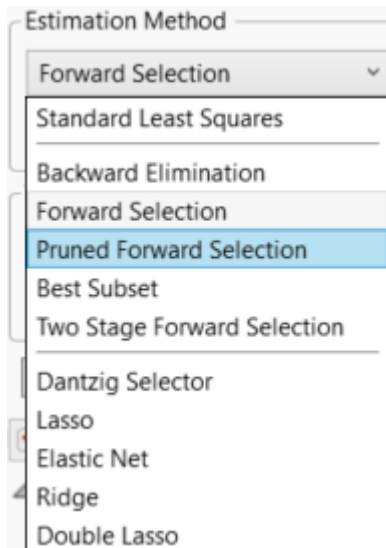 Estimation Method
Forward Selection
Standard Least Squares
Backward Elimination
Forward Selection
Pruned Forward Selection
Best Subset
Two Stage Forward Selection
Dantzig Selector
Lasso
Elastic Net
Ridge
Double Lasso